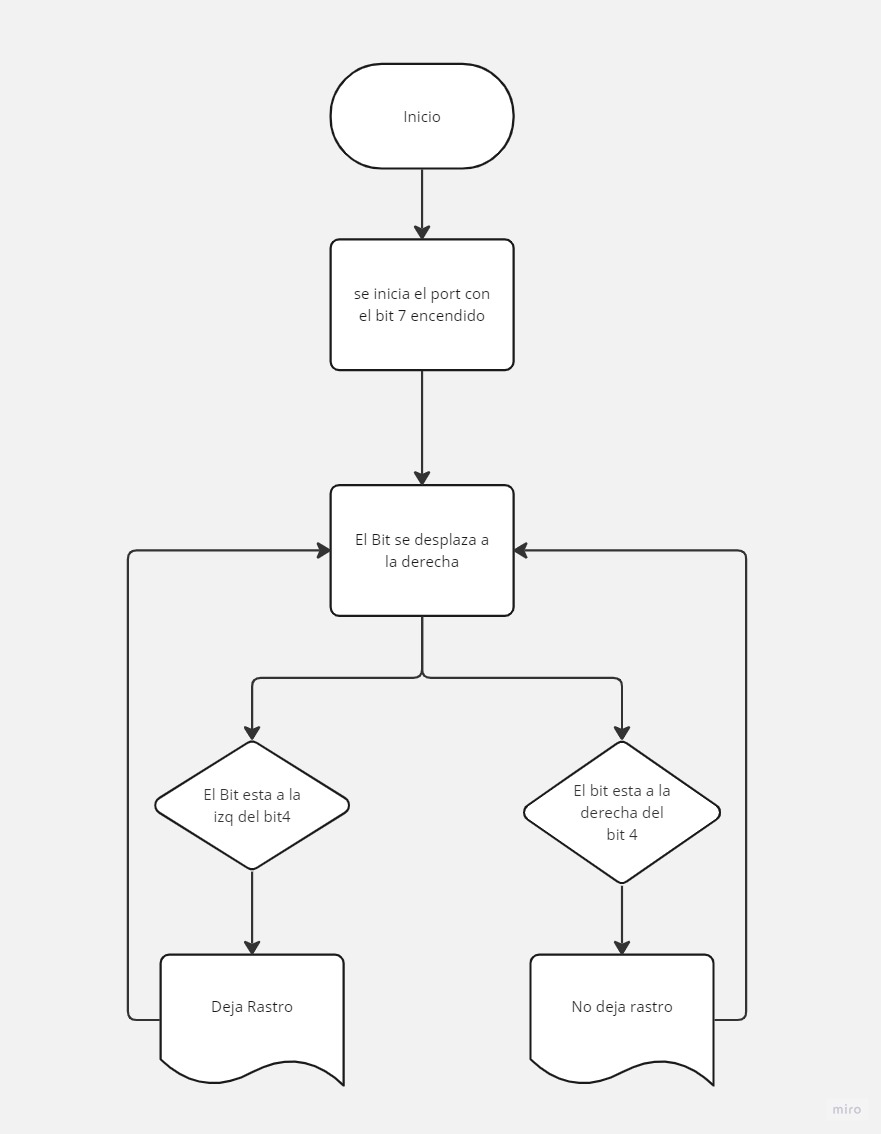 Inicio
se inicia el port con
el bit 7 encendido
El Bit se desplaza a
la derecha
El Bit esta a la
izq del bit4
El bit esta a la
derecha del
bit 4
Deja Rastro
No deja rastro
miro